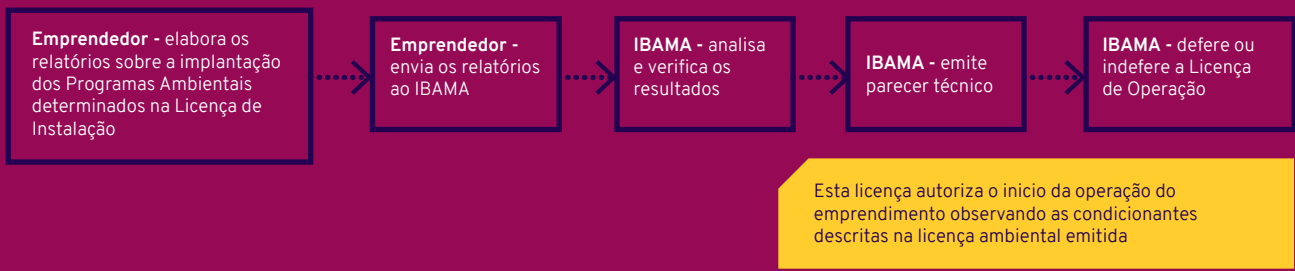 Emprendedor - elabora os
relatórios sobre a implantação
dos Programas Ambientais
determinados na Licença de
Instalação
Emprendedor -
envia os relatórios
ao IBAMA
IBAMA - analisa
e verifica os
resultados
IBAMA - emite
parecer técnico
IBAMA - defere ou
indefere a Licença
de Operação
Esta licença autoriza o inicio da operação do
emprendimento observando as condicionantes
descritas na licença ambiental emitida